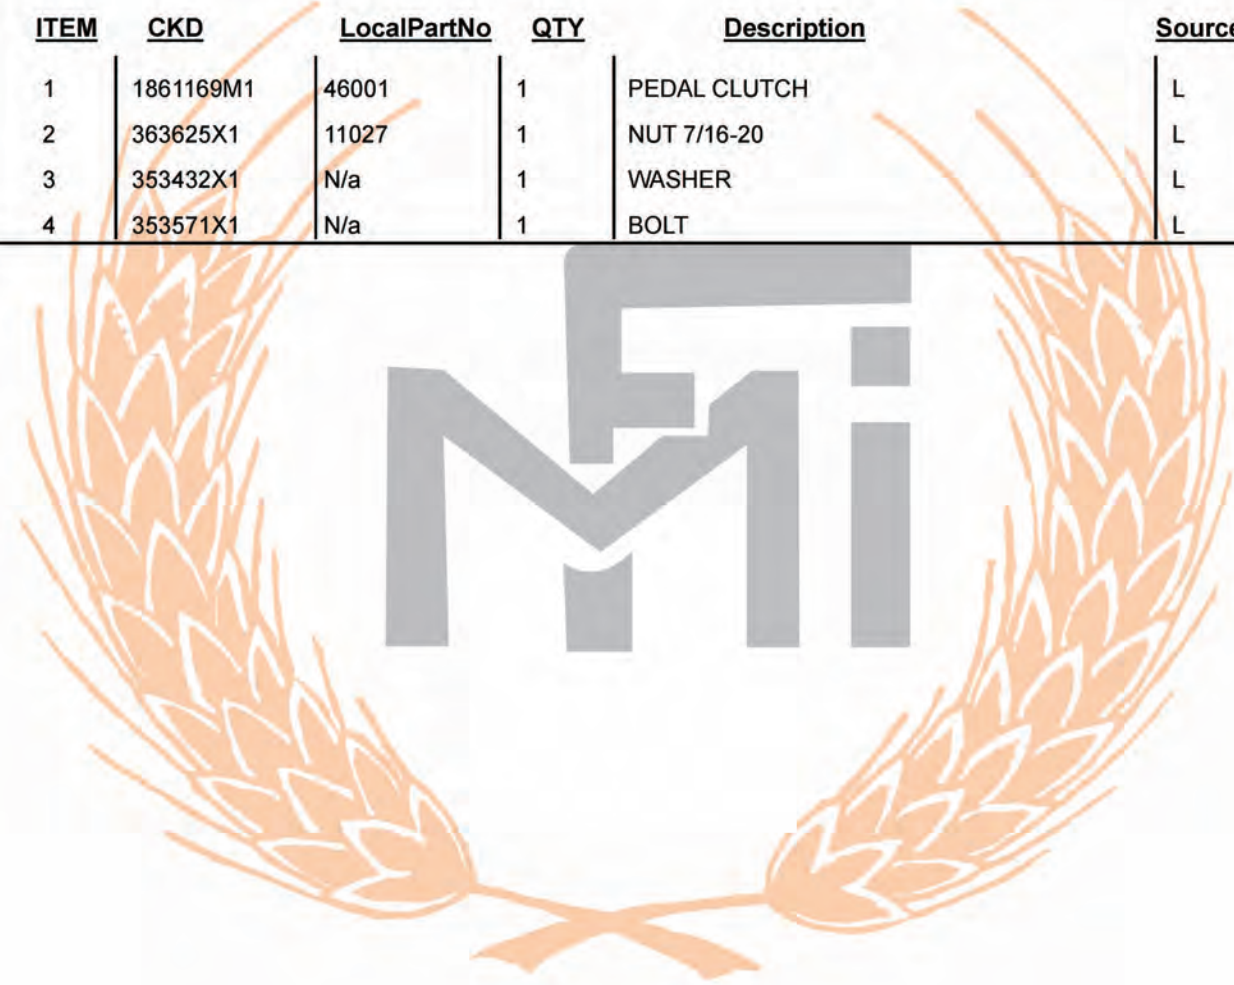 ITEM CKD LocalPartNo QTY Description Source
1 1861169M1 46001 1 PEDAL CLUTCH L
2 363625X1 11027 1 NUT 7/16-20 L
3 353432X1 N/a 1 WASHER L
4 353571X1 N/a 1 BOLT L
MFi